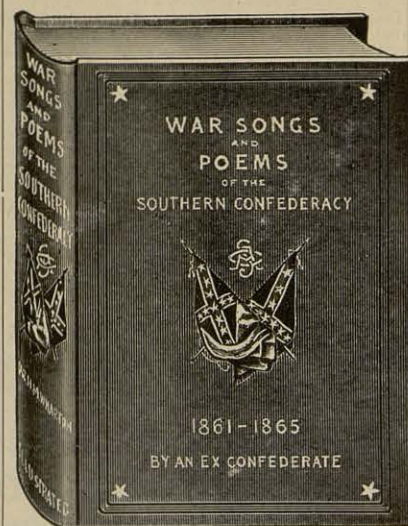 WAR
SONGS
AND
POEMS
OF THE
SOUTHERN
CONFEDERACY
ILLUSTRATED
WAR SONGS
AND
POEMS
OF THE
SOUTHERN CONFEDERACY
1861-1865
BY AN EX CONFEDERATE